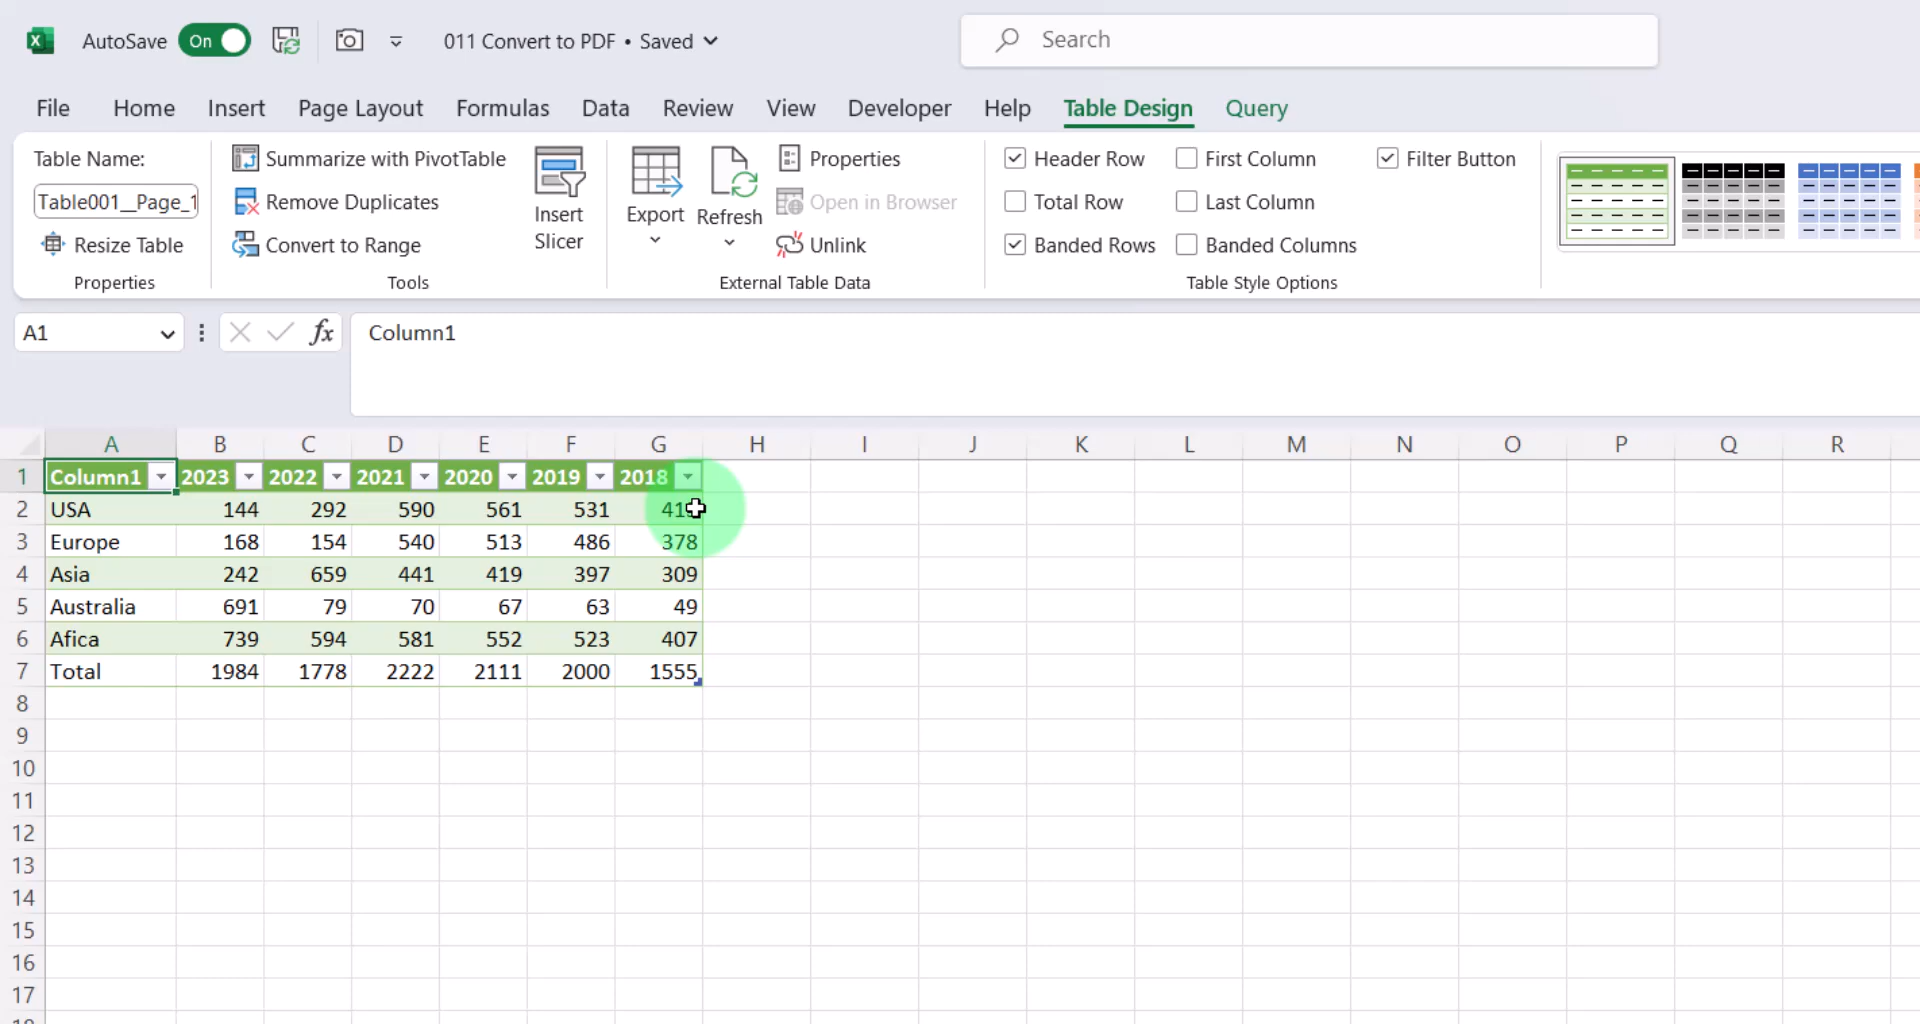 AutoSave On 011 Convert to PDF • Saved Search
File Home Insert Page Layout Formulas Data Review View Developer Help Table Design Query
Table Name:
Table001__Page_1
Resize Table
Properties
Summarize with PivotTable
Remove Duplicates
Convert to Range
Insert
Slicer
Tools
Export
Refresh
Properties
Open in Browser
Unlink
External Table Data
Header Row First Column Filter Button
Total Row Last Column
Banded Rows Banded Columns
Table Style Options
A1 fx Column1
A B C D E F G H I J K L M N O P Q R
1 Column1 2023 2022 2021 2020 2019 2018
2 USA 144 292 590 561 531
3 Europe 168 154 540 513 486 378
4 Asia 242 659 441 419 397 309
5 Australia 691 79 70 67 63 49
6 Afica 739 594 581 552 523 407
7 Total 1984 1778 2222 2111 2000 1555
8
9
10
11
12
13
14
15
16
17